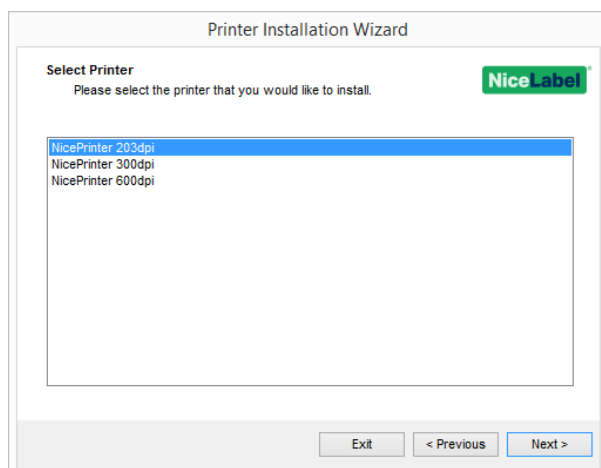 Printer Installation Wizard
Select Printer
Please select the printer that you would like to install.
NiceLabel
NicePrinter 203dpi
NicePrinter 300dpi
NicePrinter 600dpi
Exit
< Previous
Next >